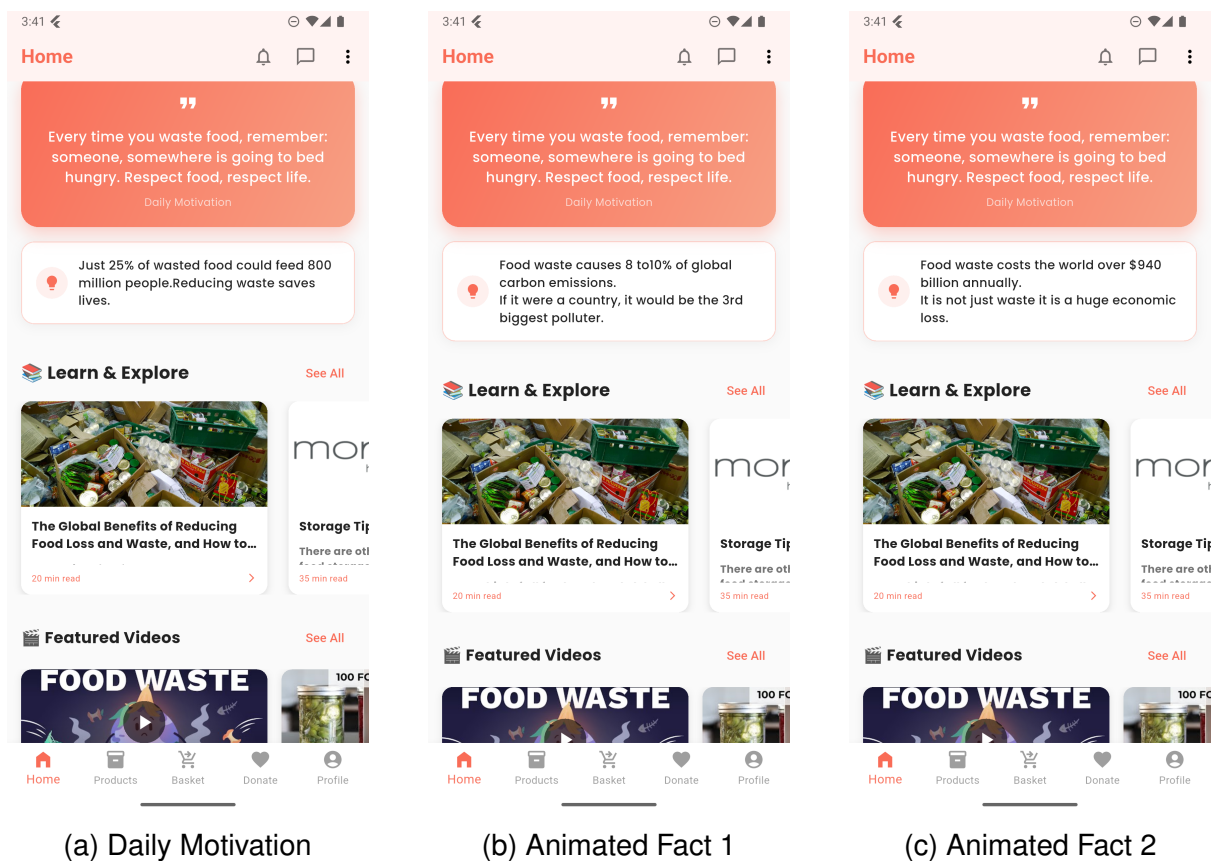 3:41
Home
”
Every time you waste food, remember:
someone, somewhere is going to bed
hungry. Respect food, respect life.
Daily Motivation
Just 25% of wasted food could feed 800
million people.Reducing waste saves
lives.
📚 Learn & Explore
See All
The Global Benefits of Reducing
Food Loss and Waste, and How to...
20 min read
mor
Storage Tip
There are oth
35 min read
🎬 Featured Videos
See All
FOOD WASTE
100 FO
Home
Products
Basket
Donate
Profile
(a) Daily Motivation
3:41
Home
”
Every time you waste food, remember:
someone, somewhere is going to bed
hungry. Respect food, respect life.
Daily Motivation
Food waste causes 8 to10% of global
carbon emissions.
If it were a country, it would be the 3rd
biggest polluter.
📚 Learn & Explore
See All
The Global Benefits of Reducing
Food Loss and Waste, and How to...
20 min read
mor
Storage Tip
There are oth
35 min read
🎬 Featured Videos
See All
FOOD WASTE
100 FO
Home
Products
Basket
Donate
Profile
(b) Animated Fact 1
3:41
Home
”
Every time you waste food, remember:
someone, somewhere is going to bed
hungry. Respect food, respect life.
Daily Motivation
Food waste costs the world over $940
billion annually.
It is not just waste it is a huge economic
loss.
📚 Learn & Explore
See All
The Global Benefits of Reducing
Food Loss and Waste, and How to...
20 min read
mor
Storage Tip
There are oth
35 min read
🎬 Featured Videos
See All
FOOD WASTE
100 FO
Home
Products
Basket
Donate
Profile
(c) Animated Fact 2